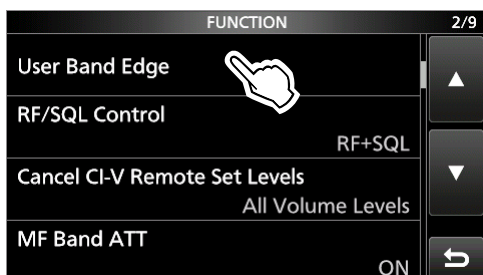 FUNCTION 2/9
User Band Edge
RF/SQL Control
RF+SQL
Cancel CI-V Remote Set Levels
All Volume Levels
MF Band ATT
ON